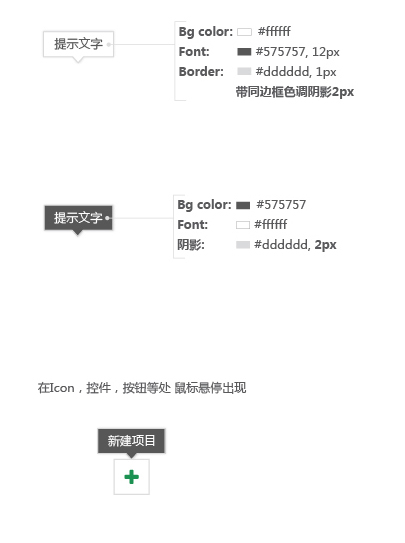 提示文字
Bg color: #ffffff
Font: #575757, 12px
Border: #dddddd, 1px
带同边框色调阴影2px
提示文字
Bg color: #575757
Font: #ffffff
阴影: #dddddd, 2px
在Icon，控件，按钮等处 鼠标悬停出现
新建项目